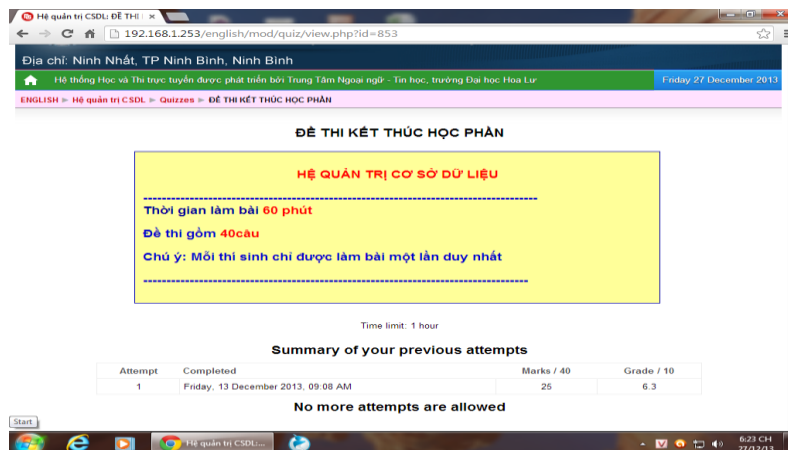 Hệ quản trị CSDL: ĐỀ THI
192.168.1.253/english/mod/quiz/view.php?id=853
Địa chỉ: Ninh Nhất, TP Ninh Bình, Ninh Bình
Hệ thống Học và Thi trực tuyến được phát triển bởi Trung Tâm Ngoại ngữ - Tin học, trường Đại học Hoa Lư
Friday 27 December 2013
ENGLISH ► Hệ quản trị CSDL ► Quizzes ► ĐỀ THI KẾT THÚC HỌC PHẦN
ĐỀ THI KẾT THÚC HỌC PHẦN
HỆ QUẢN TRỊ CƠ SỞ DỮ LIỆU
Thời gian làm bài 60 phút
Đề thi gồm 40câu
Chú ý: Mỗi thí sinh chỉ được làm bài một lần duy nhất
Time limit: 1 hour
Summary of your previous attempts
Attempt Completed Marks / 40 Grade / 10
1 Friday, 13 December 2013, 09:08 AM 25 6.3
No more attempts are allowed
Start
Hệ quản trị CSDL:...
6:23 CH
27/12/13